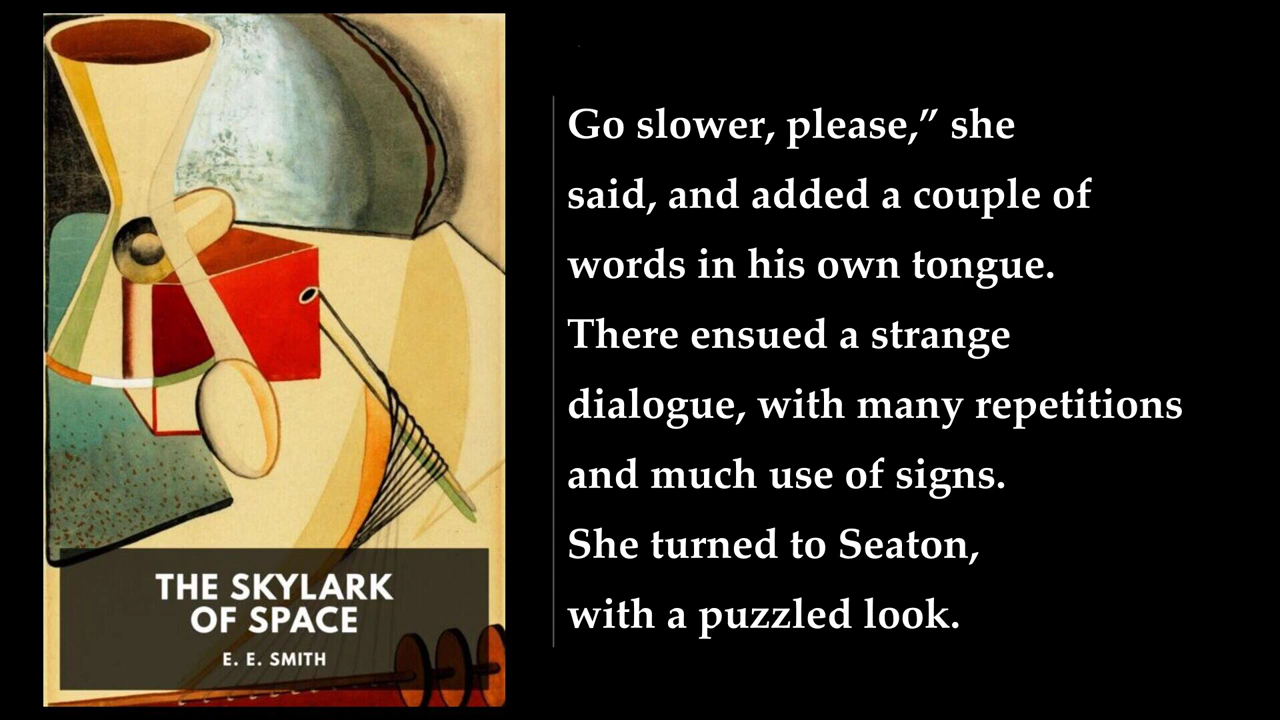 THE SKYLARK
OF SPACE
E. E. SMITH
Go slower, please,” she
said, and added a couple of
words in his own tongue.
There ensued a strange
dialogue, with many repetitions
and much use of signs.
She turned to Seaton,
with a puzzled look.